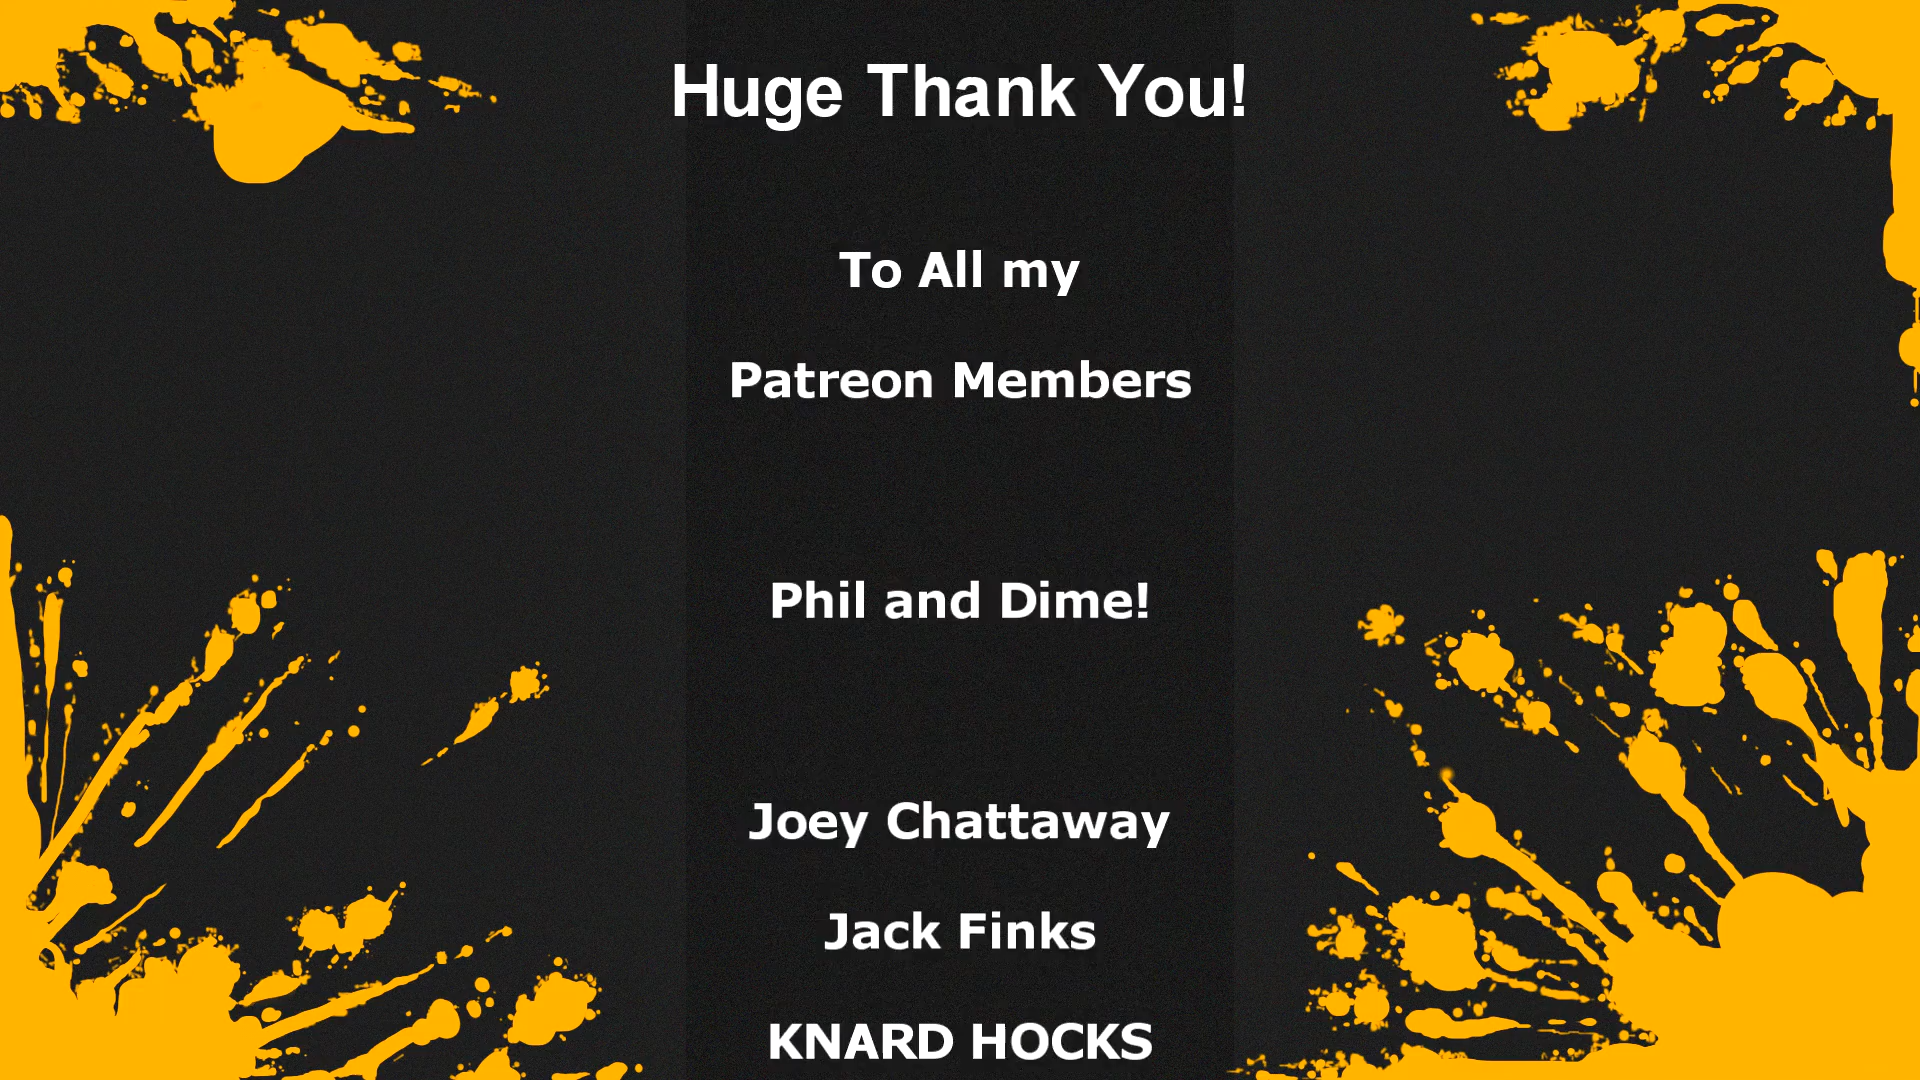 Huge Thank You!
To All my
Patreon Members
Phil and Dime!
Joey Chattaway
Jack Finks
KNARD HOCKS